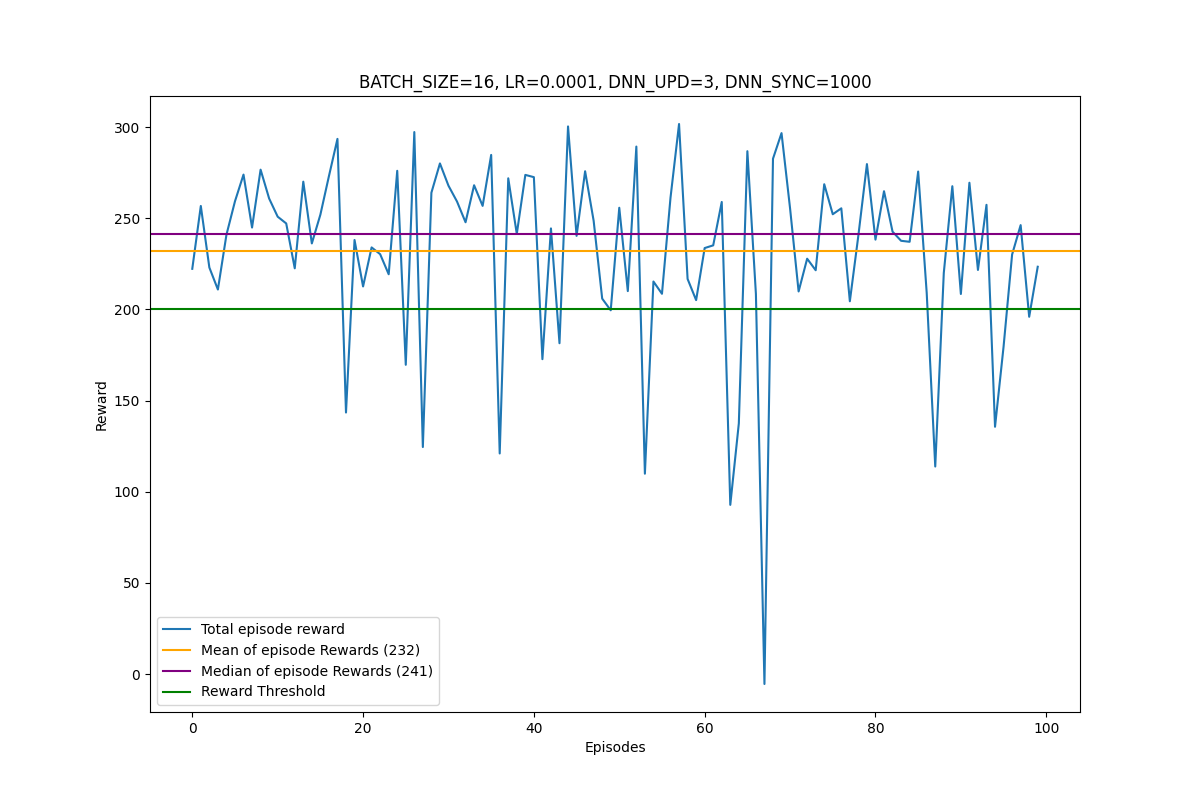 BATCH_SIZE=16, LR=0.0001, DNN_UPD=3, DNN_SYNC=1000
300
250
200
150
100
50
0
Reward
Total episode reward
Mean of episode Rewards (232)
Median of episode Rewards (241)
Reward Threshold
0 20 40 60 80 100
Episodes